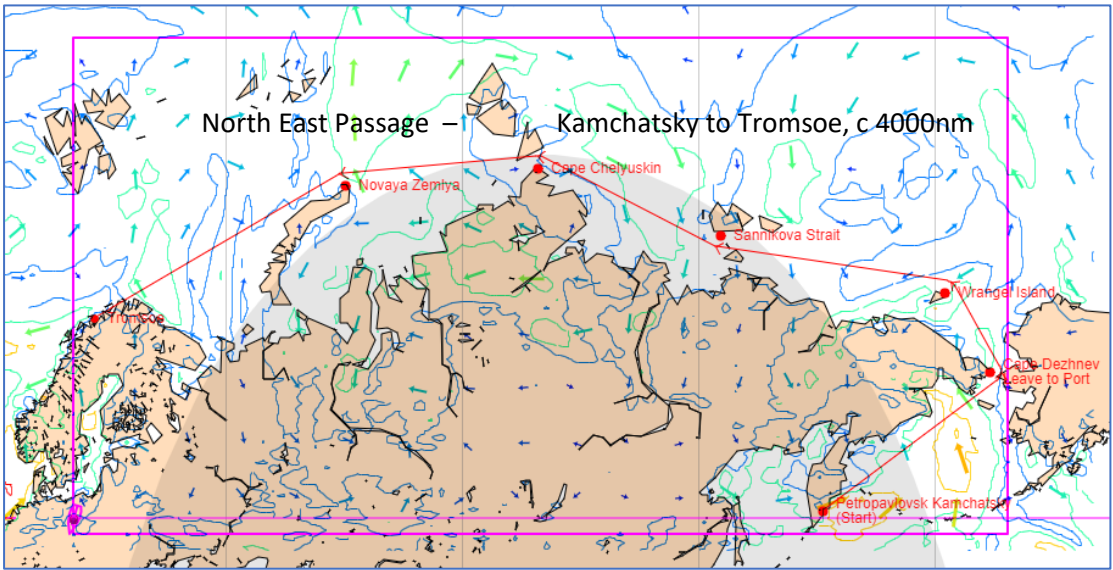 North East Passage – Kamchatsky to Tromsoe, c 4000nm
Cape Chelyuskin
Novaya Zemlya
Sannikova Strait
Wrangel Island
Tromsoe
Cape Dezhnev
Leave to Port
Petropavlovsk Kamchatsky
(Start)